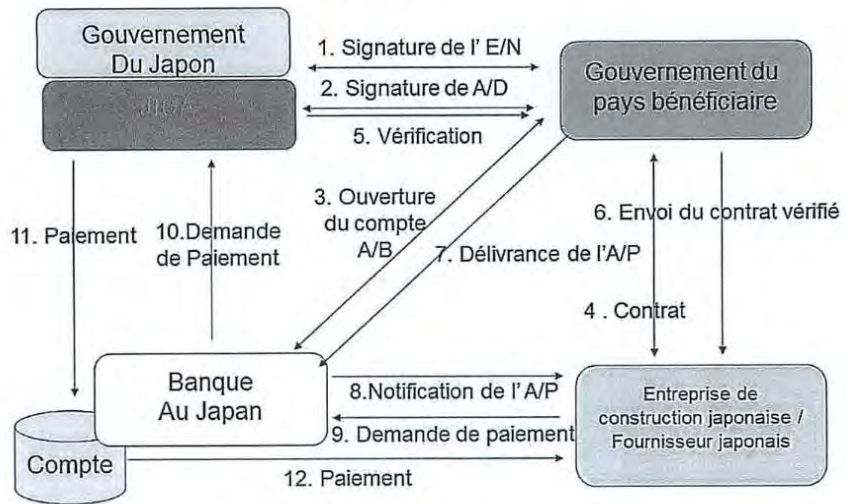 Gouvernement
Du Japon
1. Signature de l' E/N
2. Signature de A/D
5. Vérification
Gouvernement du
pays bénéficiaire
11. Paiement
10.Demande
de Paiement
3. Ouverture
du compte
A/B
7. Délivrance de l'A/P
6. Envoi du contrat vérifié
4 . Contrat
Banque
Au Japan
Compte
8.Notification de l'A/P
9. Demande de paiement
12. Paiement
Entreprise de
construction japonaise /
Fournisseur japonais